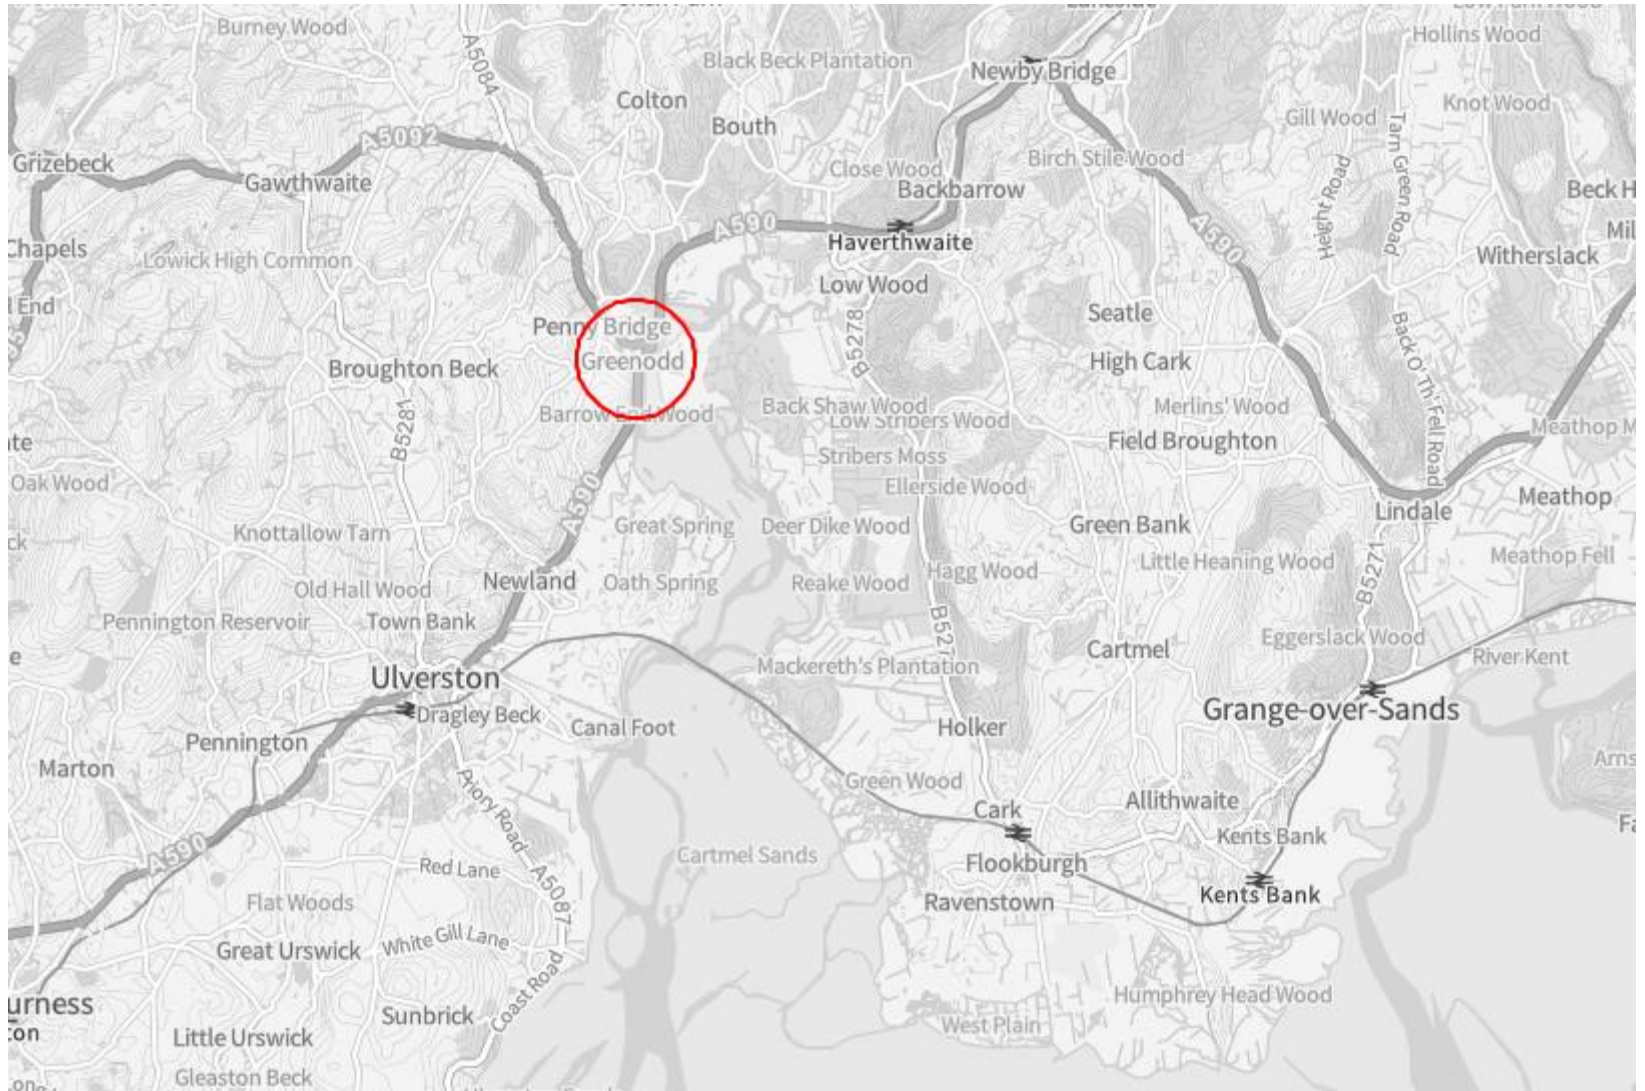 Burney Wood
A5084
Black Beck Plantation
Newby Bridge
Hollins Wood
Colton
Bouth
Gill Wood
Knot Wood
Tarn Green Road
A5092
Grizebeck
Gawthwaite
Close Wood
Backbarrow
Birch Stile Wood
Height Road
Beck H
Chapels
Lowick High Common
A590
Haverthwaite
A590
Witherslack
Mil
l End
Low Wood
Penny Bridge
B5278
Seatle
Back O' Th' Fell Road
Greenodd
Broughton Beck
High Cark
Barrow End Wood
Back Shaw Wood
Low Stribers Wood
Merlins' Wood
B5281
Field Broughton
Meathop M
Stribers Moss
Oak Wood
Ellerside Wood
A590
Meathop
Lindale
Knottallow Tarn
Great Spring
Deer Dike Wood
Green Bank
Meathop Fell
Little Heaning Wood
Newland
Oath Spring
Reake Wood
Hagg Wood
B5271
Old Hall Wood
Pennington Reservoir
Town Bank
B527
Eggerslack Wood
Cartmel
River Kent
Mackereth's Plantation
Ulverston
Grange-over-Sands
Dragley Beck
Canal Foot
Holker
Pennington
Marton
Arns
Green Wood
Priory Road
Cark
Allithwaite
Kents Bank
A590
Cartmel Sands
Red Lane
Flookburgh
A5087
Kents Bank
Flat Woods
Ravenstown
Great Urswick
White Gill Lane
Coast Road
Humphrey Head Wood
urness
Sunbrick
West Plain
Little Urswick
Gleaston Beck